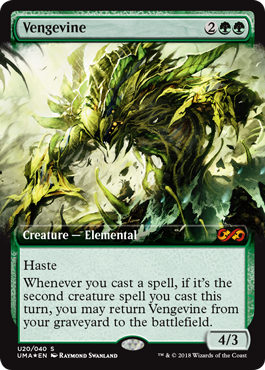 Vengevine 2
Creature — Elemental
Haste
Whenever you cast a spell, if it's the
second creature spell you cast this
turn, you may return Vengevine from
your graveyard to the battlefield.
4/3
U20/040 S
UMA★EN RAYMOND SWANLAND ™ & © 2018 Wizards of the Coast